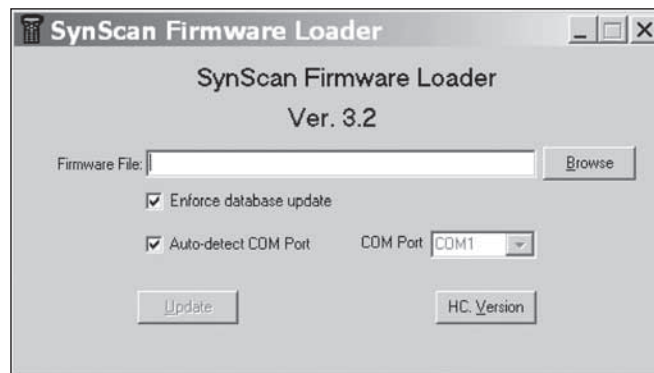 SynScan Firmware Loader
SynScan Firmware Loader
Ver. 3.2
Firmware File: Browse
Enforce database update
Auto-detect COM Port COM Port COM1
Update HC. Version